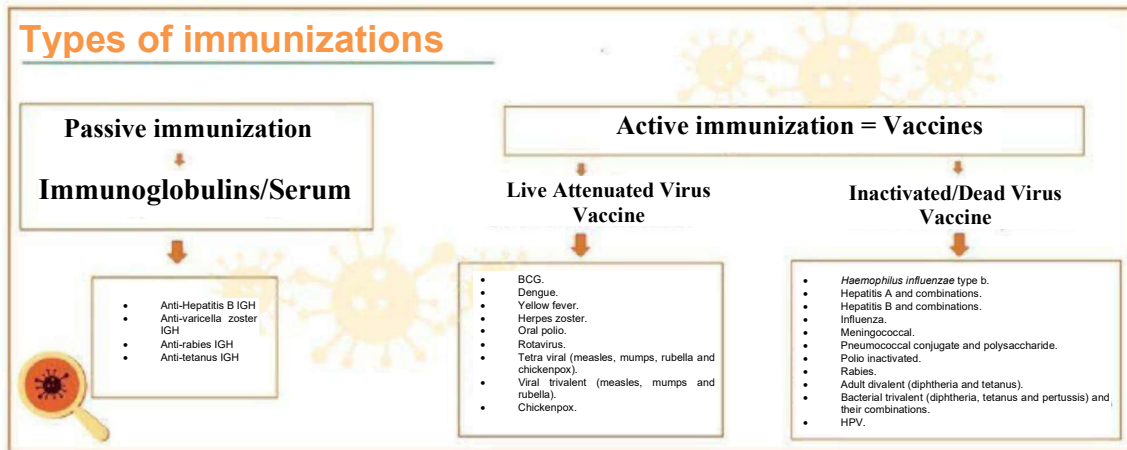 Types of immunizations
Passive immunization
Immunoglobulins/Serum
• Anti-Hepatitis B IGH
• Anti-varicella zoster
IGH
• Anti-rabies IGH
• Anti-tetanus IGH
Active immunization = Vaccines
Live Attenuated Virus
Vaccine
• BCG.
• Dengue.
• Yellow fever.
• Herpes zoster.
• Oral polio.
• Rotavirus.
• Tetra viral (measles, mumps, rubella and
chickenpox).
• Viral trivalent (measles, mumps and
rubella).
• Chickenpox.
Inactivated/Dead Virus
Vaccine
• Haemophilus influenzae type b.
• Hepatitis A and combinations.
• Hepatitis B and combinations.
• Influenza.
• Meningococcal.
• Pneumococcal conjugate and polysaccharide.
• Polio inactivated.
• Rabies.
• Adult divalent (diphtheria and tetanus).
• Bacterial trivalent (diphtheria, tetanus and pertussis) and
their combinations.
• HPV.